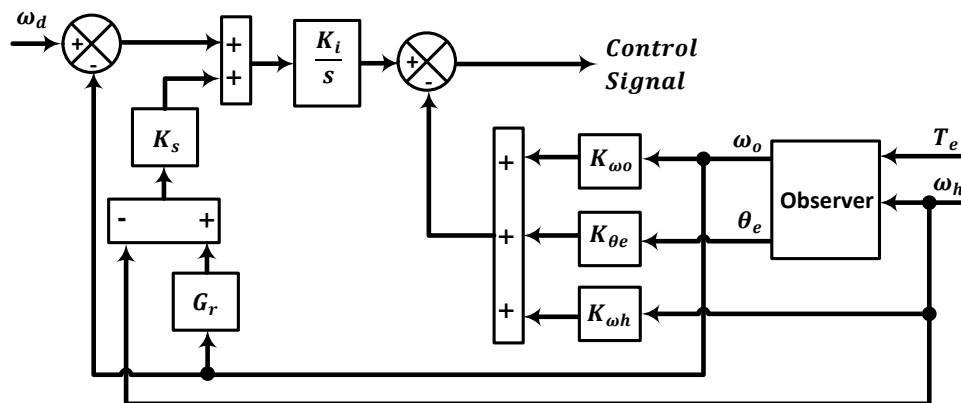 ω_d
+
-
+
+
K_i
s
+
-
Control
Signal
K_s
-
+
G_r
+
+
+
K_ωo
K_θe
K_ωh
ω_o
θ_e
Observer
T_e
ω_h